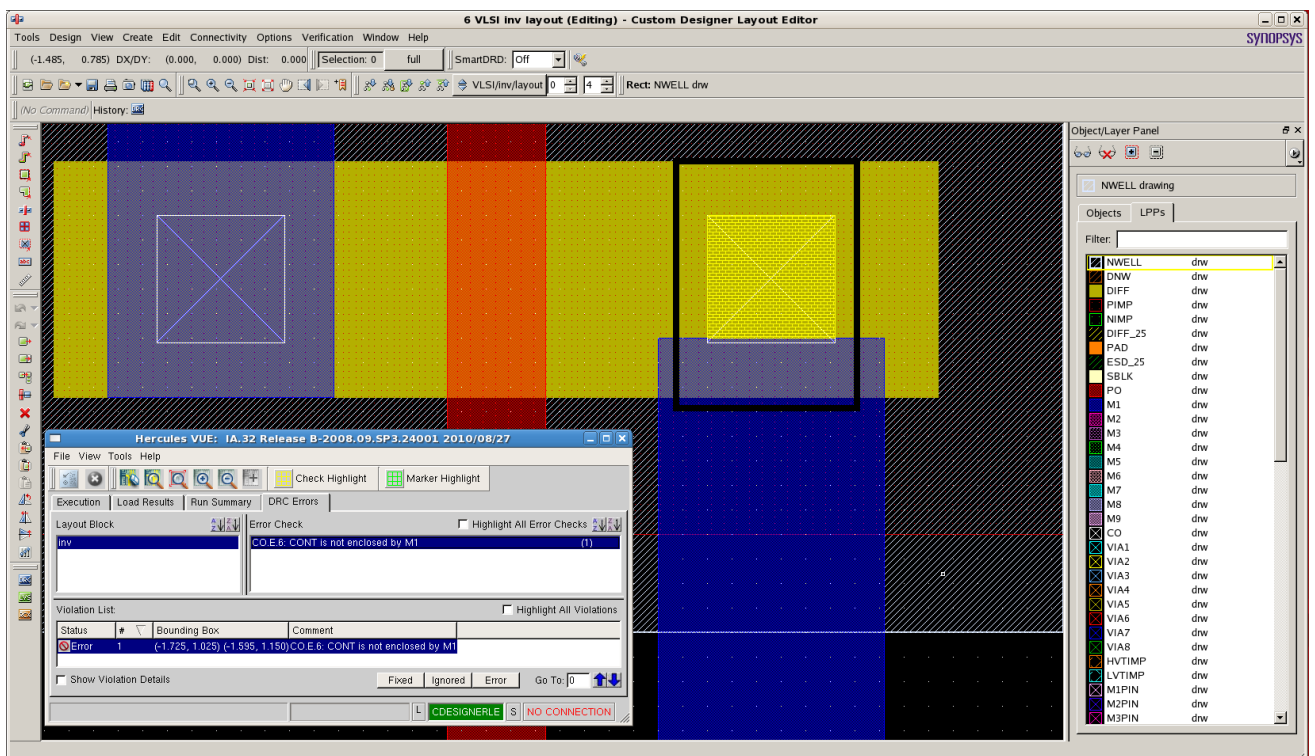 6 VLSI inv layout (Editing) - Custom Designer Layout Editor
Tools Design View Create Edit Connectivity Options Verification Window Help
SYNOPSYS
(-1.485, 0.785) DX/DY: (0.000, 0.000) Dist: 0.000 Selection: 0 full SmartDRD: Off
VLSI/inv/layout 0 4 Rect: NWELL drw
(No Command) History:
Object/Layer Panel
NWELL drawing
Objects LPPs
Filter:
NWELL drw
DNW drw
DIFF drw
PIMP drw
NIMP drw
DIFF_25 drw
PAD drw
ESD_25 drw
SBLK drw
PO drw
M1 drw
M2 drw
M3 drw
M4 drw
M5 drw
M6 drw
M7 drw
M8 drw
M9 drw
CO drw
VIA1 drw
VIA2 drw
VIA3 drw
VIA4 drw
VIA5 drw
VIA6 drw
VIA7 drw
VIA8 drw
HVTIMP drw
LVTIMP drw
M1PIN drw
M2PIN drw
M3PIN drw
Hercules VUE: IA.32 Release B-2008.09.SP3.24001 2010/08/27
File View Tools Help
Check Highlight Marker Highlight
Execution Load Results Run Summary DRC Errors
Layout Block Error Check Highlight All Error Checks
inv CO.E.6: CONT is not enclosed by M1 (1)
Violation List: Highlight All Violations
Status # Bounding Box Comment
Error 1 (-1.725, 1.025) (-1.595, 1.150) CO.E.6: CONT is not enclosed by M1
Show Violation Details Fixed Ignored Error Go To: 0
L CDESIGNERLE S NO CONNECTION